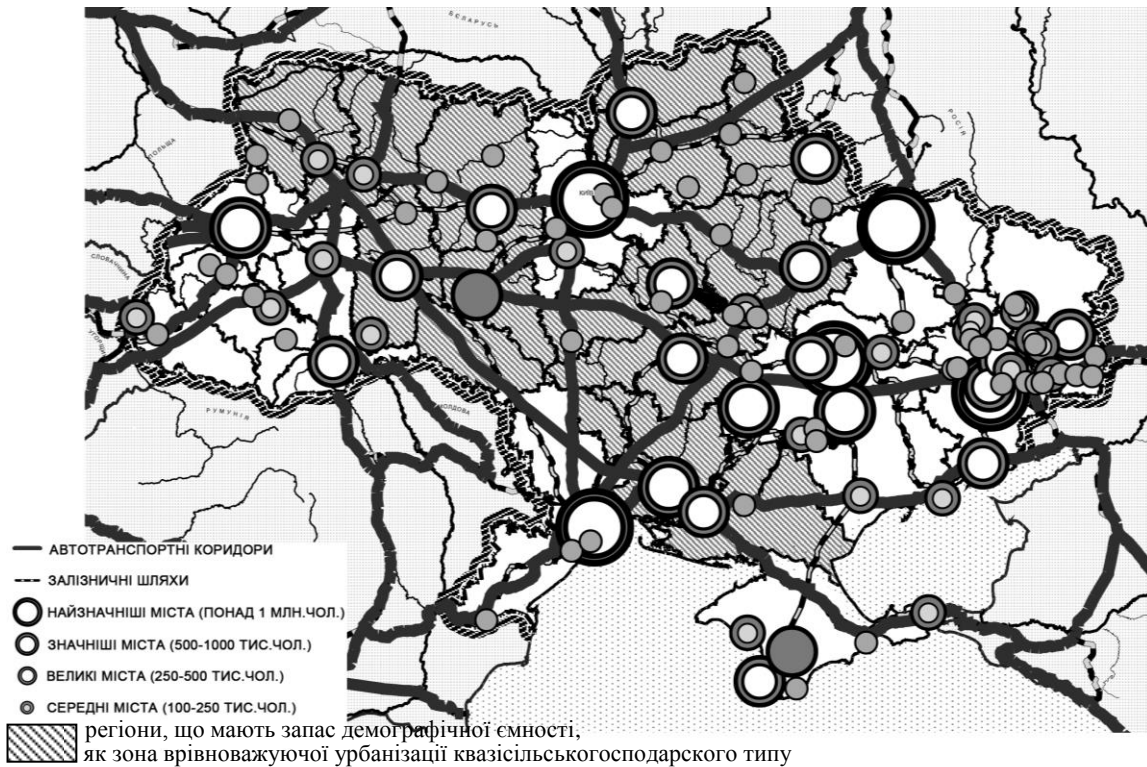 БЄЛАРУСЬ
РОСІЯ
ПОЛЬЩА
КИЇВ
СЛОВАЧЧИНА
УГОРЩИНА
РУМУНІЯ
МОЛДОВА
АВТОТРАНСПОРТНІ КОРИДОРИ
ЗАЛІЗНИЧНІ ШЛЯХИ
НАЙЗНАЧНІШІ МІСТА (ПОНАД 1 МЛН.ЧОЛ.)
ЗНАЧНІШІ МІСТА (500-1000 ТИС.ЧОЛ.)
ВЕЛИКІ МІСТА (250-500 ТИС.ЧОЛ.)
СЕРЕДНІ МІСТА (100-250 ТИС.ЧОЛ.)
регіони, що мають запас демографічної ємності,
як зона врівноважуючої урбанізації квазісільськогосподарского типу